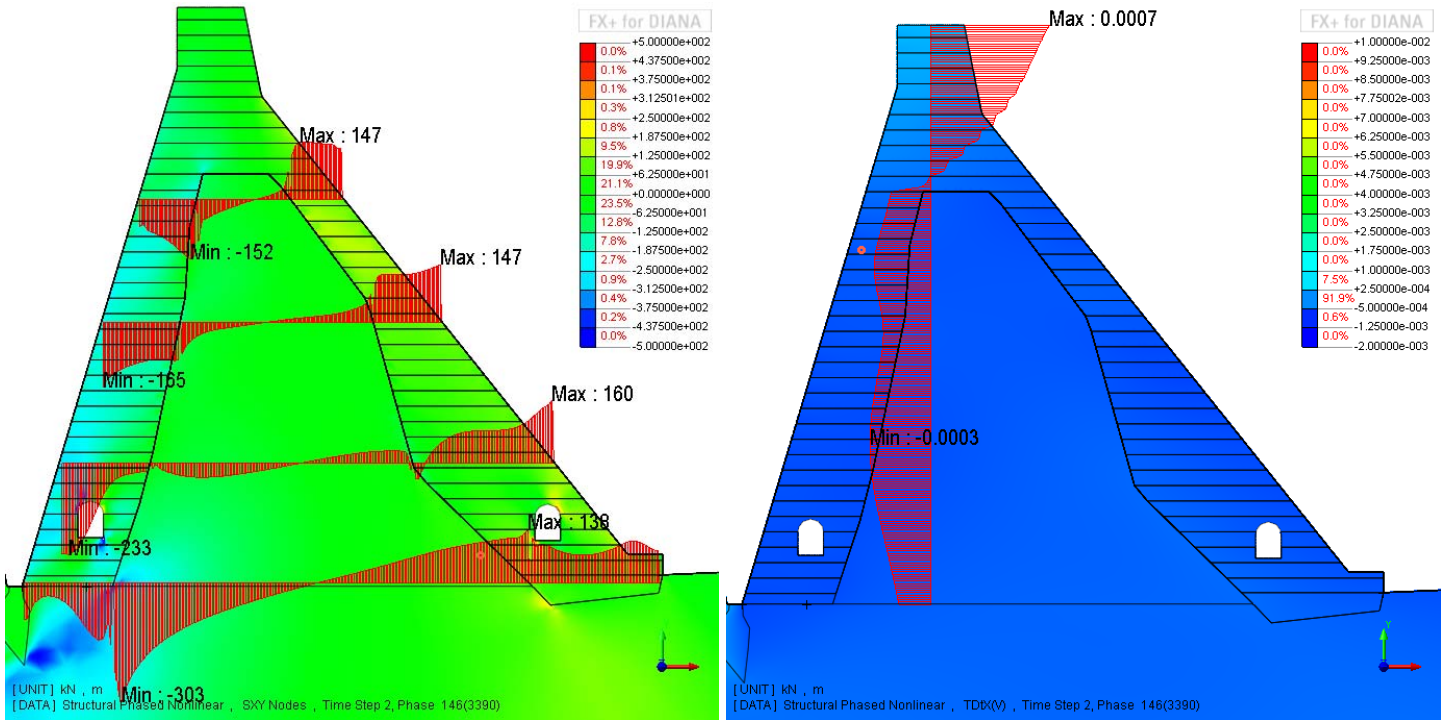 FX+ for DIANA
+5.00000e+002
0.0%
+4.37500e+002
0.1%
+3.75000e+002
0.1%
+3.12501e+002
0.3%
+2.50000e+002
0.8%
+1.87500e+002
9.5%
+1.25000e+002
19.9%
+6.25000e+001
21.1%
+0.00000e+000
23.5%
-6.25000e+001
12.8%
-1.25000e+002
7.8%
-1.87500e+002
2.7%
-2.50000e+002
0.9%
-3.12500e+002
0.4%
-3.75000e+002
0.2%
-4.37500e+002
0.0%
-5.00000e+002
Max : 147
Min : -152
Max : 147
Min : -165
Max : 160
Min : -233
Max : 138
Min : -303
[UNIT] kN , m
[DATA] Structural Phased Nonlinear , SXY Nodes , Time Step 2, Phase 146(3390)
Max : 0.0007
FX+ for DIANA
+1.00000e-002
0.0%
+9.25000e-003
0.0%
+8.50000e-003
0.0%
+7.75002e-003
0.0%
+7.00000e-003
0.0%
+6.25000e-003
0.0%
+5.50000e-003
0.0%
+4.75000e-003
0.0%
+4.00000e-003
0.0%
+3.25000e-003
0.0%
+2.50000e-003
0.0%
+1.75000e-003
0.0%
+1.00000e-003
7.5%
+2.50000e-004
91.9%
-5.00000e-004
0.6%
-1.25000e-003
0.0%
-2.00000e-003
Min : -0.0003
Y
[UNIT] kN , m
[DATA] Structural Phased Nonlinear , TDtX(V) , Time Step 2, Phase 146(3390)